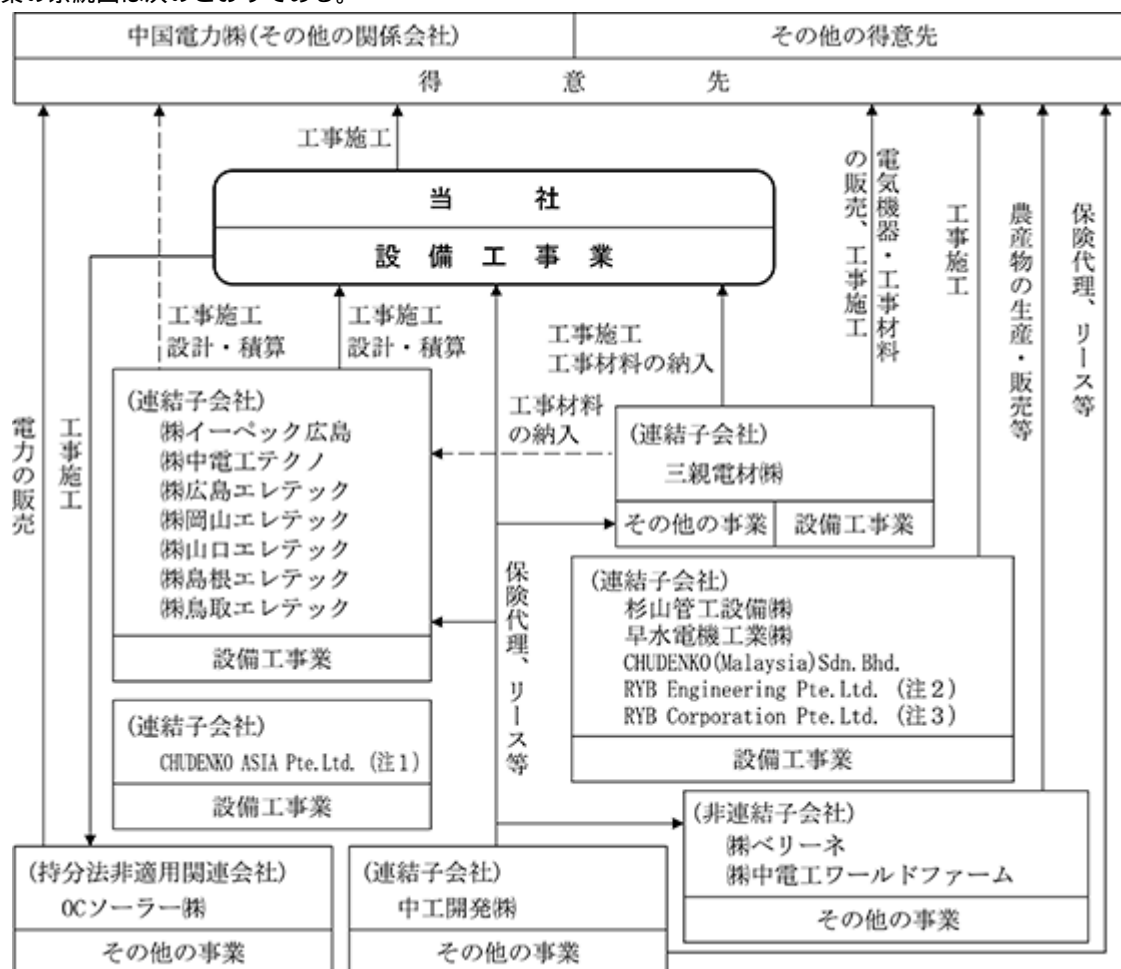 業の系統図は次のとおりである。
中国電力㈱(その他の関係会社)
その他の得意先
得意先
工事施工
電気機器・工事材料
の販売、工事施工
工事施工
農産物の生産・販売等
保険代理、リース等
当社
設備工事業
工事施工
設計・積算
工事施工
設計・積算
工事施工
工事材料の納入
電力の販売
工事施工
(連結子会社)
㈱イーペック広島
㈱中電工テクノ
㈱広島エレテック
㈱岡山エレテック
㈱山口エレテック
㈱島根エレテック
㈱鳥取エレテック
設備工事業
工事材料
の納入
(連結子会社)
三親電材㈱
その他の事業
設備工事業
保険代理、リース等
(連結子会社)
杉山管工設備㈱
早水電機工業㈱
CHUDENKO(Malaysia)Sdn.Bhd.
RYB Engineering Pte.Ltd. (注2)
RYB Corporation Pte.Ltd. (注3)
設備工事業
(連結子会社)
CHUDENKO ASIA Pte.Ltd. (注1)
設備工事業
(非連結子会社)
㈱ベリーネ
㈱中電工ワールドファーム
その他の事業
(持分法非適用関連会社)
OCソーラー㈱
その他の事業
(連結子会社)
中工開発㈱
その他の事業